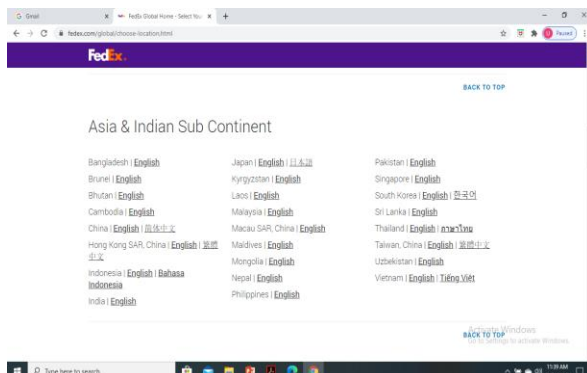 Gmail
FedEx Global Home - Select You
fedex.com/global/choose-location.html
Paused
FedEx.
BACK TO TOP
Asia & Indian Sub Continent
Bangladesh | English
Brunei | English
Bhutan | English
Cambodia | English
China | English | 简体中文
Hong Kong SAR, China | English | 繁體
中文
Indonesia | English | Bahasa
Indonesia
India | English
Japan | English | 日本語
Kyrgyzstan | English
Laos | English
Malaysia | English
Macau SAR, China | English
Maldives | English
Mongolia | English
Nepal | English
Philippines | English
Pakistan | English
Singapore | English
South Korea | English | 한국어
Sri Lanka | English
Thailand | English | ภาษาไทย
Taiwan, China | English | 繁體中文
Uzbekistan | English
Vietnam | English | Tiếng Việt
Activate Windows
BACK TO TOP
Go to Settings to activate Windows.
Type here to search
11:39 AM